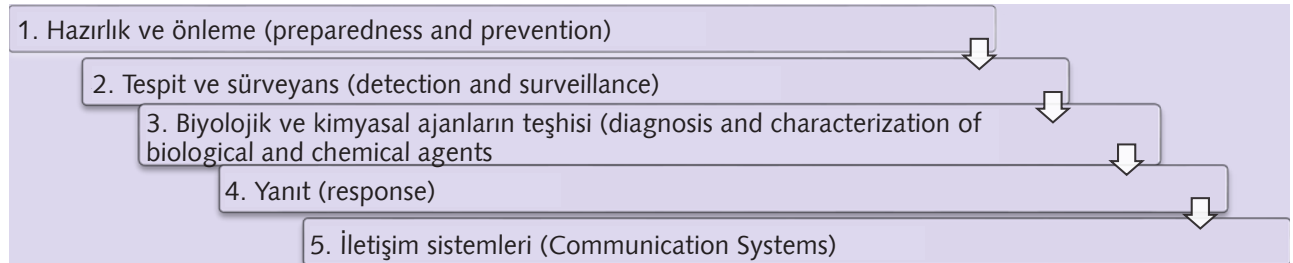 1. Hazırlık ve önleme (preparedness and prevention)
2. Tespit ve sürveyans (detection and surveillance)
3. Biyolojik ve kimyasal ajanların teşhisi (diagnosis and characterization of
biological and chemical agents
4. Yanıt (response)
5. İletişim sistemleri (Communication Systems)